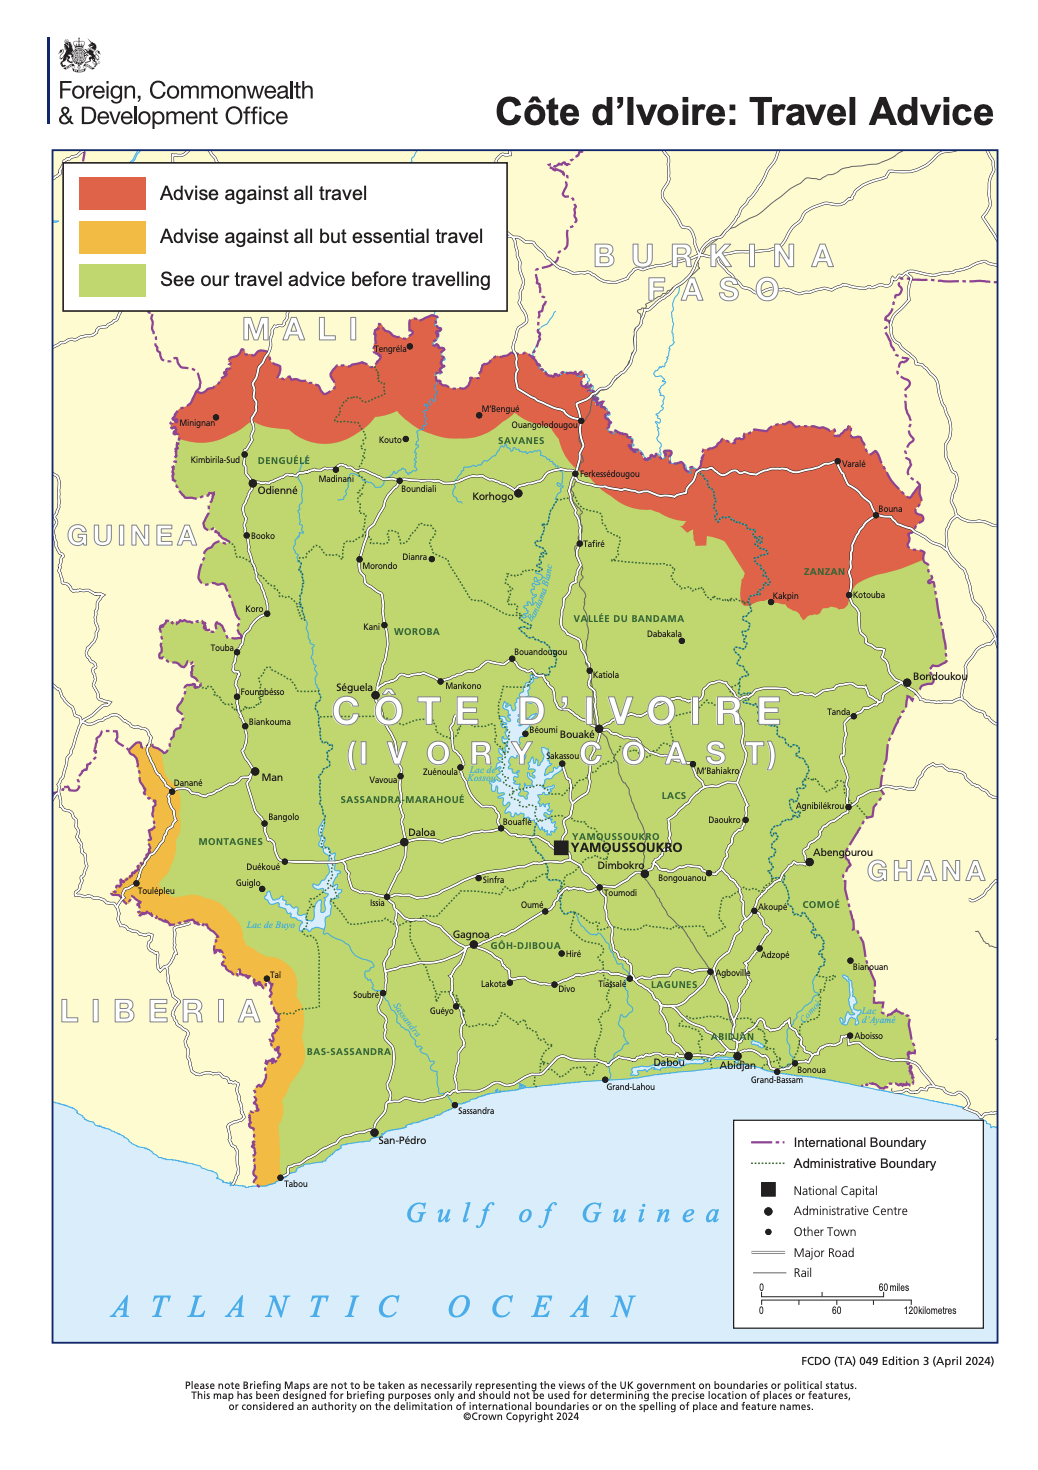 Foreign, Commonwealth
& Development Office
Côte d’Ivoire: Travel Advice
Advise against all travel
Advise against all but essential travel
See our travel advice before travelling
BURKINA
FASO
MALI
Tengréla
Minignan
M'Bengué
Ouangolodougou
Kouto
SAVANES
Kimbirila-Sud
DENGUÉLÉ
Varalé
Madinani
Ferkessédougou
Odienné
Boundiali
Korhogo
Bouna
GUINEA
Booko
Tafiré
Dianra
Morondo
ZANZAN
Bandama Blanc
Kakpin
Kotouba
Koro
VALLÉE DU BANDAMA
Kani
WOROBA
Dabakala
Touba
Bouandougou
Katiola
Bondoukou
Séguela
Mankono
Foungbésso
CÔTE D’IVOIRE
Tanda
Biankouma
Béoumi
Bouaké
(IVORY COAST)
Sakassou
Man
Zuénoula
Lac de
Kossou
M'Bahiakro
Vavoua
Danané
SASSANDRA-MARAHOUÉ
LACS
Agnibilékrou
Bangolo
Bouaflé
Daoukro
Daloa
YAMOUSSOUKRO
MONTAGNES
YAMOUSSOUKRO
Abengourou
Duékoué
Dimbokro
GHANA
Guiglo
Sinfra
Bongouanou
Toulépleu
Toumodi
Issia
Oumé
Akoupé
COMOÉ
Lac de Buyo
Gagnoa
GÔH-DJIBOUA
Hiré
Adzopé
Bianouan
Taï
Agboville
Lakota
Divo
Tiassalé
LAGUNES
Soubré
LIBERIA
Guéyo
Sassandra
Comoé
Lac
d'Ayamé
ABIDJAN
Aboisso
BAS-SASSANDRA
Dabou
Abidjan
Bonoua
Grand-Bassam
Grand-Lahou
Sassandra
San-Pédro
Tabou
Gulf of Guinea
ATLANTIC OCEAN
International Boundary
Administrative Boundary
National Capital
Administrative Centre
Other Town
Major Road
Rail
0 60 miles
0 60 120 kilometres
FCDO (TA) 049 Edition 3 (April 2024)
Please note Briefing Maps are not to be taken as necessarily representing the views of the UK government on boundaries or political status.
This map has been designed for briefing purposes only and should not be used for determining the precise location of places or features,
or considered an authority on the delimitation of international boundaries or on the spelling of place and feature names.
©Crown Copyright 2024